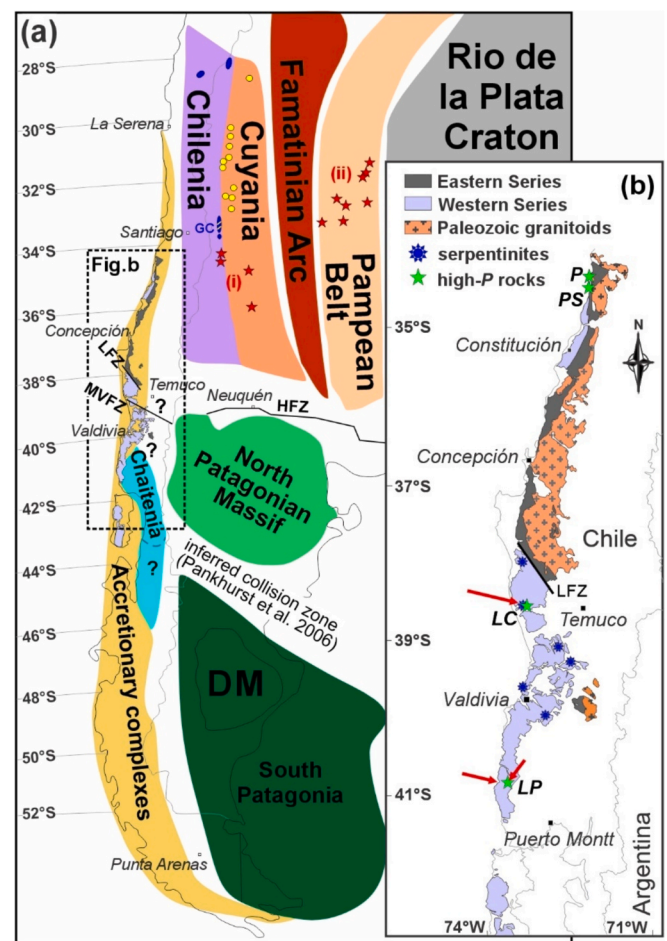 (a)
28°S
30°S
32°S
34°S
36°S
38°S
40°S
42°S
44°S
46°S
48°S
50°S
52°S
La Serena
Santiago
Fig.b
Concepción
LFZ
MVFZ
Temuco
?
Valdivia
?
Chaitenia
?
Accretionary complexes
Punta Arenas
Chilenia
GC
Cuyania
(i)
Famatinian Arc
(ii)
Pampean
Belt
Rio de
la Plata
Craton
Neuquén
HFZ
North
Patagonian
Massif
inferred collision zone
(Pankhurst et al. 2006)
DM
South
Patagonia
(b)
Eastern Series
Western Series
Paleozoic granitoids
serpentinites
high-P rocks
P
PS
N
35°S
Constitución
Concepción
37°S
Chile
LFZ
LC
Temuco
39°S
Valdivia
LP
41°S
Puerto Montt
Argentina
74°W
71°W